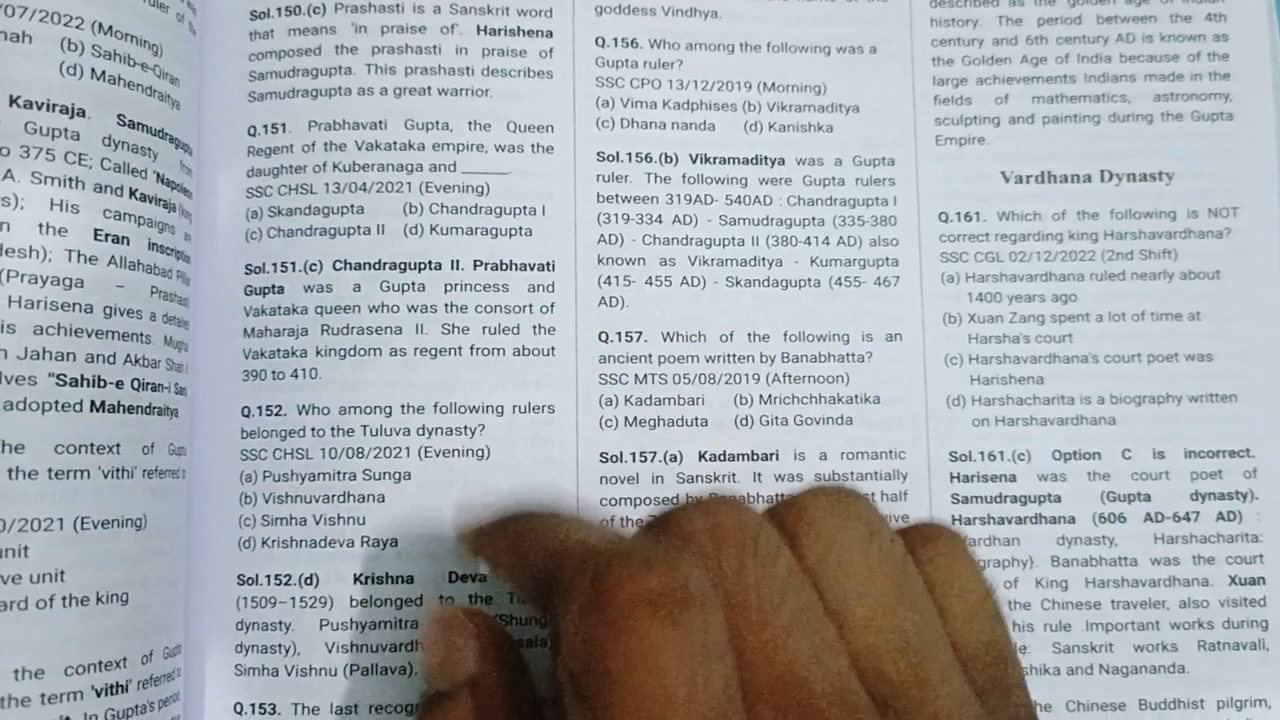 07/2022 (Morning)
nah (b) Sahib-e-Qiran
(d) Mahendraitya
Kaviraja. Samudragupta
Gupta dynasty from
o 375 CE; Called 'Napoleon
A. Smith and Kaviraja
s); His campaigns
n the Eran inscription
desh); The Allahabad Pillar
(Prayaga – Prashasti
Harisena gives a detailed
is achievements. Mugha
h Jahan and Akbar Shah I
lves "Sahib-e Qiran-i
adopted Mahendraitya
he context of Gupta
the term 'vithi' referred to
0/2021 (Evening)
unit
ve unit
ard of the king
the context of Gupta
the term 'vithi' referred to
In Gupta's period,
Sol.150.(c) Prashasti is a Sanskrit word
that means 'in praise of'. Harishena
composed the prashasti in praise of
Samudragupta. This prashasti describes
Samudragupta as a great warrior.
Q.151. Prabhavati Gupta, the Queen
Regent of the Vakataka empire, was the
daughter of Kuberanaga and _____.
SSC CHSL 13/04/2021 (Evening)
(a) Skandagupta (b) Chandragupta I
(c) Chandragupta II (d) Kumaragupta
Sol.151.(c) Chandragupta II. Prabhavati
Gupta was a Gupta princess and
Vakataka queen who was the consort of
Maharaja Rudrasena II. She ruled the
Vakataka kingdom as regent from about
390 to 410.
Q.152. Who among the following rulers
belonged to the Tuluva dynasty?
SSC CHSL 10/08/2021 (Evening)
(a) Pushyamitra Sunga
(b) Vishnuvardhana
(c) Simha Vishnu
(d) Krishnadeva Raya
Sol.152.(d) Krishna Deva
(1509–1529) belonged to the
dynasty. Pushyamitra (Shung
dynasty), Vishnuvardh
Simha Vishnu (Pallava).
Q.153. The last recog
goddess Vindhya.
Q.156. Who among the following was a
Gupta ruler?
SSC CPO 13/12/2019 (Morning)
(a) Vima Kadphises (b) Vikramaditya
(c) Dhana nanda (d) Kanishka
Sol.156.(b) Vikramaditya was a Gupta
ruler. The following were Gupta rulers
between 319AD- 540AD : Chandragupta I
(319-334 AD) - Samudragupta (335-380
AD) - Chandragupta II (380-414 AD) also
known as Vikramaditya - Kumargupta
(415- 455 AD) - Skandagupta (455- 467
AD).
Q.157. Which of the following is an
ancient poem written by Banabhatta?
SSC MTS 05/08/2019 (Afternoon)
(a) Kadambari (b) Mrichchhakatika
(c) Meghaduta (d) Gita Govinda
Sol.157.(a) Kadambari is a romantic
novel in Sanskrit. It was substantially
composed by Banabhatta half
of the
described as the golden age of Indian
history. The period between the 4th
century and 6th century AD is known as
the Golden Age of India because of the
large achievements Indians made in the
fields of mathematics, astronomy,
sculpting and painting during the Gupta
Empire.
Vardhana Dynasty
Q.161. Which of the following is NOT
correct regarding king Harshavardhana?
SSC CGL 02/12/2022 (2nd Shift)
(a) Harshavardhana ruled nearly about
1400 years ago
(b) Xuan Zang spent a lot of time at
Harsha's court
(c) Harshavardhana's court poet was
Harishena
(d) Harshacharita is a biography written
on Harshavardhana
Sol.161.(c) Option C is incorrect.
Harisena was the court poet of
Samudragupta (Gupta dynasty).
Harshavardhana (606 AD-647 AD) :
ardhan dynasty, Harshacharita:
graphy}. Banabhatta was the court
of King Harshavardhana. Xuan
the Chinese traveler, also visited
his rule .Important works during
le: Sanskrit works Ratnavali,
shika and Nagananda.
he Chinese Buddhist pilgrim,